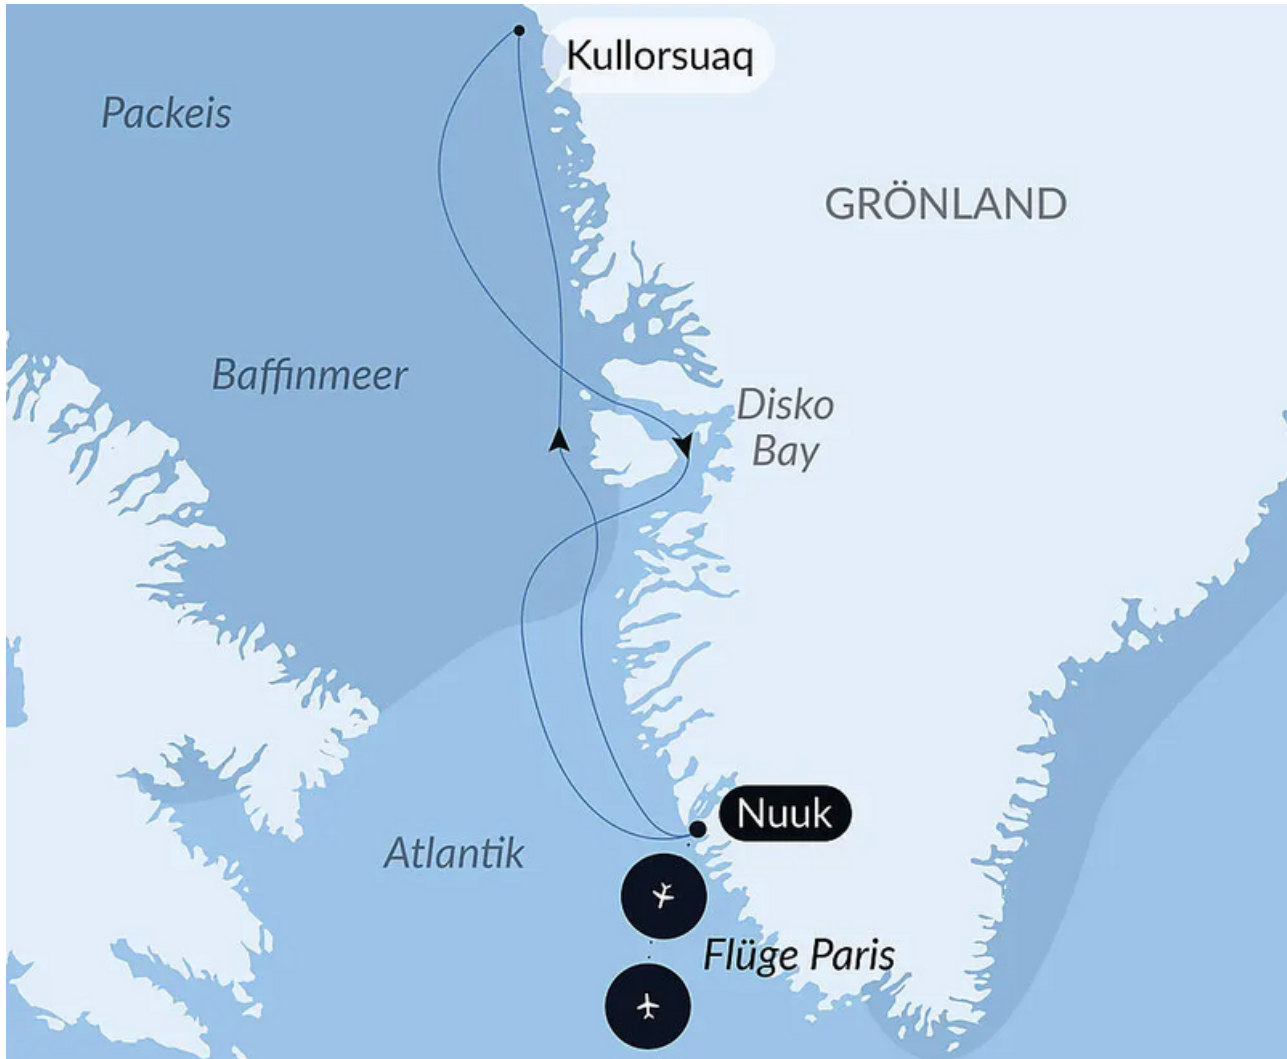 Kullorsuaq
Packeis
GRÖNLAND
Baffinmeer
Disko
Bay
Nuuk
Atlantik
Flüge Paris